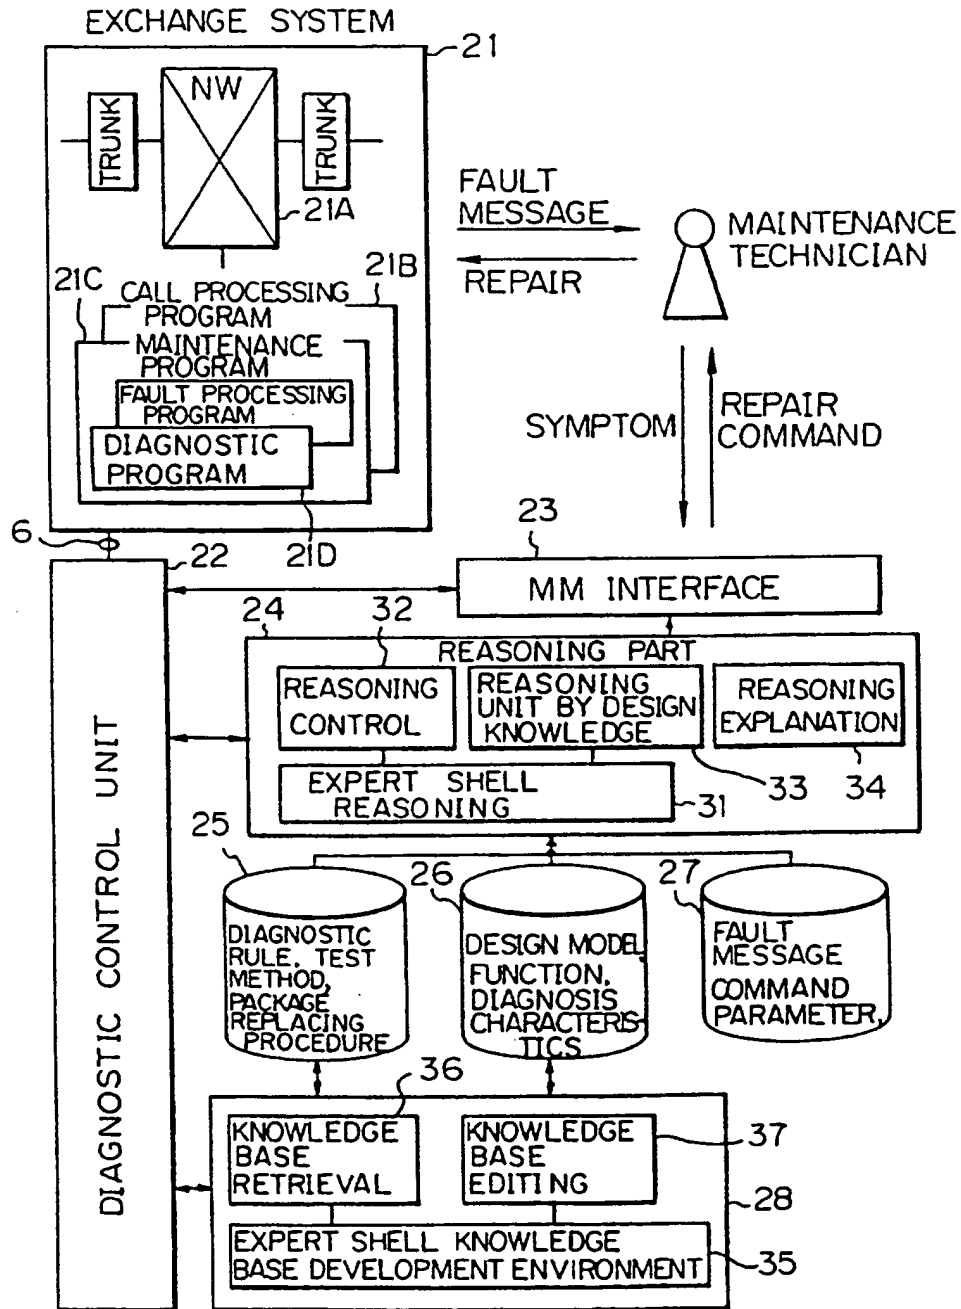 EXCHANGE SYSTEM
21
NW
TRUNK
TRUNK
21A
FAULT
MESSAGE
REPAIR
MAINTENANCE
TECHNICIAN
21C
21B
CALL PROCESSING
PROGRAM
MAINTENANCE
PROGRAM
FAULT PROCESSING
PROGRAM
DIAGNOSTIC
PROGRAM
21D
SYMPTOM
REPAIR
COMMAND
6
22
23
MM INTERFACE
24
32
REASONING PART
REASONING
CONTROL
REASONING
UNIT BY DESIGN
KNOWLEDGE
REASONING
EXPLANATION
33
34
EXPERT SHELL
REASONING
31
DIAGNOSTIC CONTROL UNIT
25
26
27
DIAGNOSTIC
RULE, TEST
METHOD,
PACKAGE
REPLACING
PROCEDURE
DESIGN MODEL,
FUNCTION,
DIAGNOSIS
CHARACTERIS-
TICS
FAULT
MESSAGE
COMMAND
PARAMETER,
36
KNOWLEDGE
BASE
RETRIEVAL
KNOWLEDGE
BASE
EDITING
37
28
EXPERT SHELL KNOWLEDGE
BASE DEVELOPMENT ENVIRONMENT
35